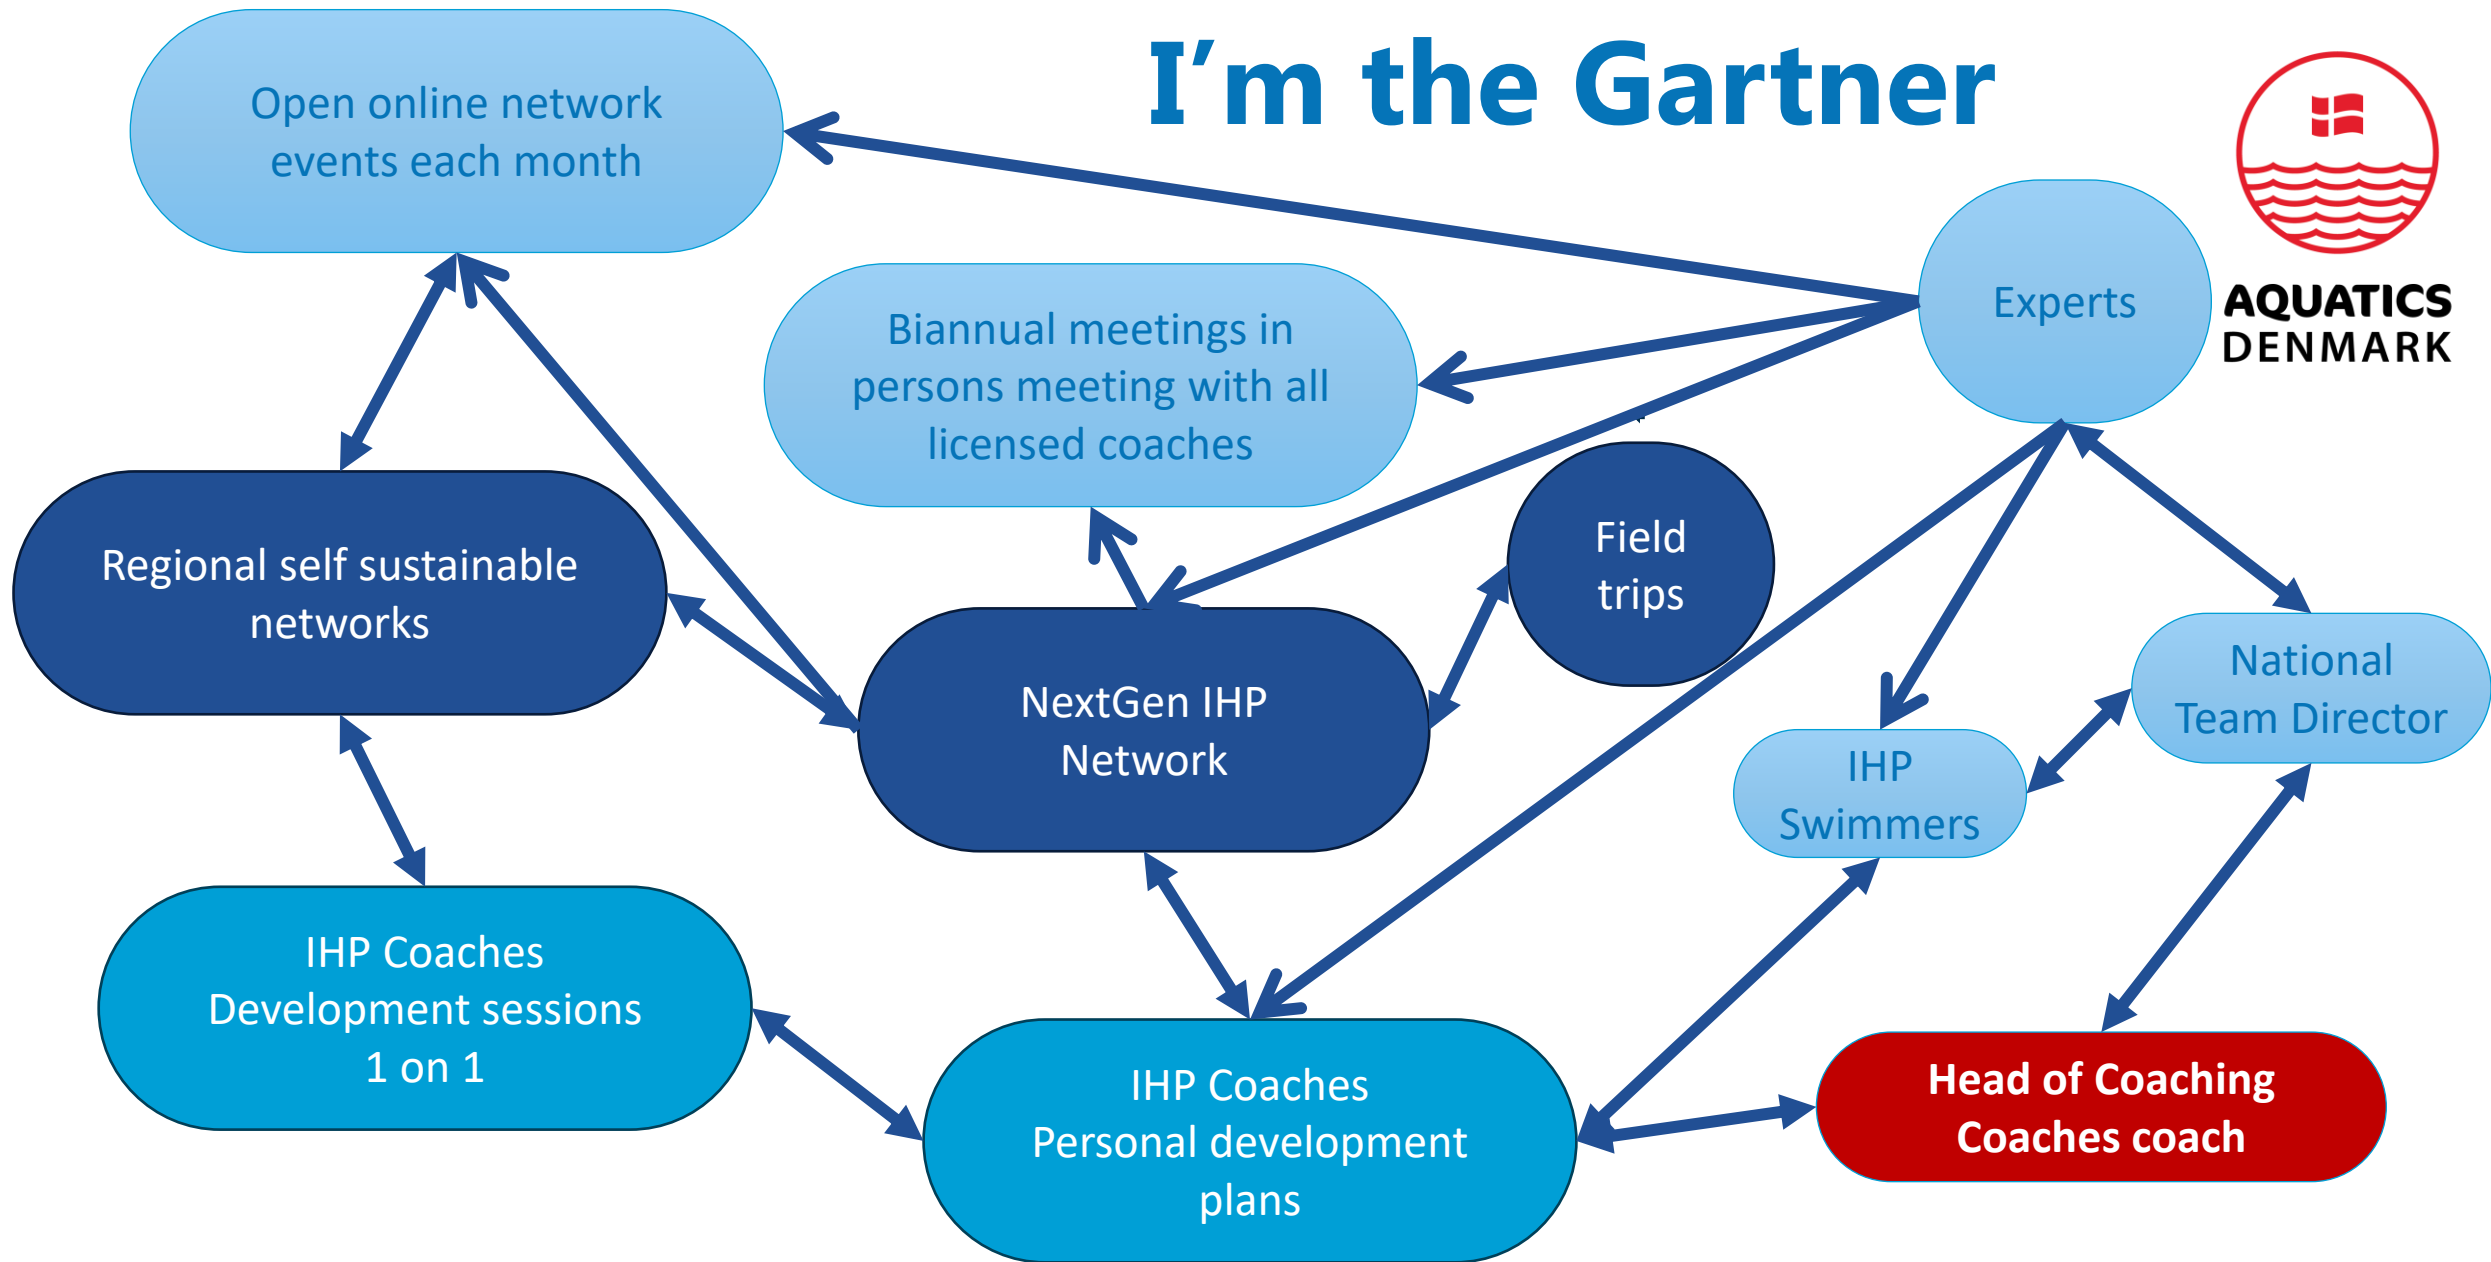 I'm the Gartner
Open online network
events each month
Experts
AQUATICS
DENMARK
Biannual meetings in
persons meeting with all
licensed coaches
Regional self sustainable
networks
Field
trips
NextGen IHP
Network
National
Team Director
IHP
Swimmers
IHP Coaches
Development sessions
1 on 1
IHP Coaches
Personal development
plans
Head of Coaching
Coaches coach